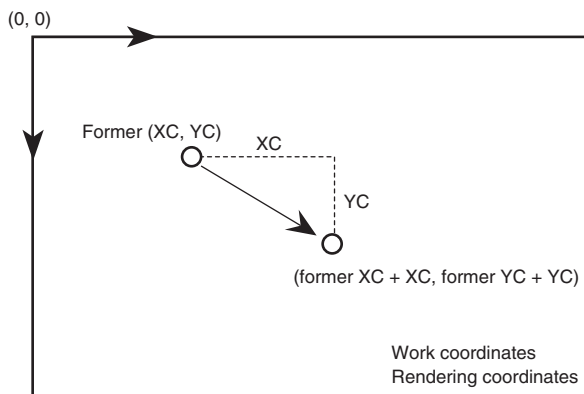 (0, 0)
Former (XC, YC)
XC
YC
(former XC + XC, former YC + YC)
Work coordinates
Rendering coordinates